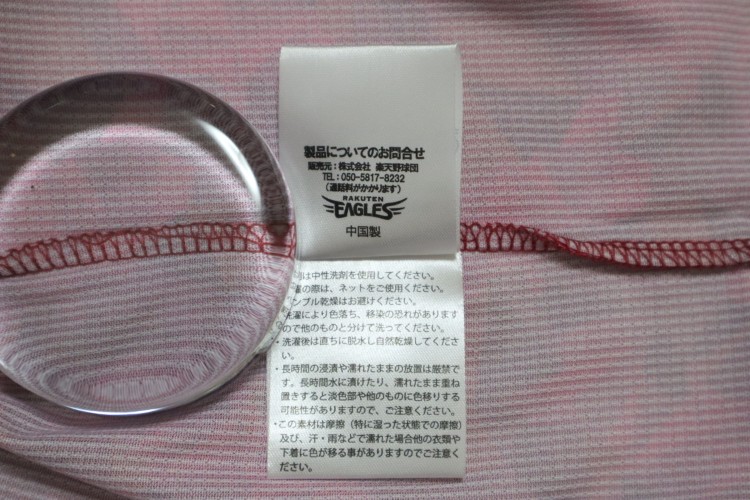 製品についてのお問合せ
販売元:株式会社 楽天野球団
TEL:050-5817-8232
(通話料がかかります)
RAKUTEN
EAGLES
中国製
は中性洗剤を使用してください。
の際は、ネットをご使用ください。
ンブル乾燥はお避けください。
洗濯により色落ち、移染の恐れがあります
ので他のものと分けて洗ってください。
・洗濯後は直ちに脱水し自然乾燥してくださ
い。
・長時間の浸漬や濡れたままの放置は厳禁で
す。長時間水に漬けたり、濡れたまま重ね
置きすると淡色部や他のものに色移りする
可能性がありますので、ご注意ください。
・この素材は摩擦(特に湿った状態での摩擦)
及び、汗・雨などで濡れた場合他の衣類や
下着に色が移る事がありますのでご注意く
ださい。